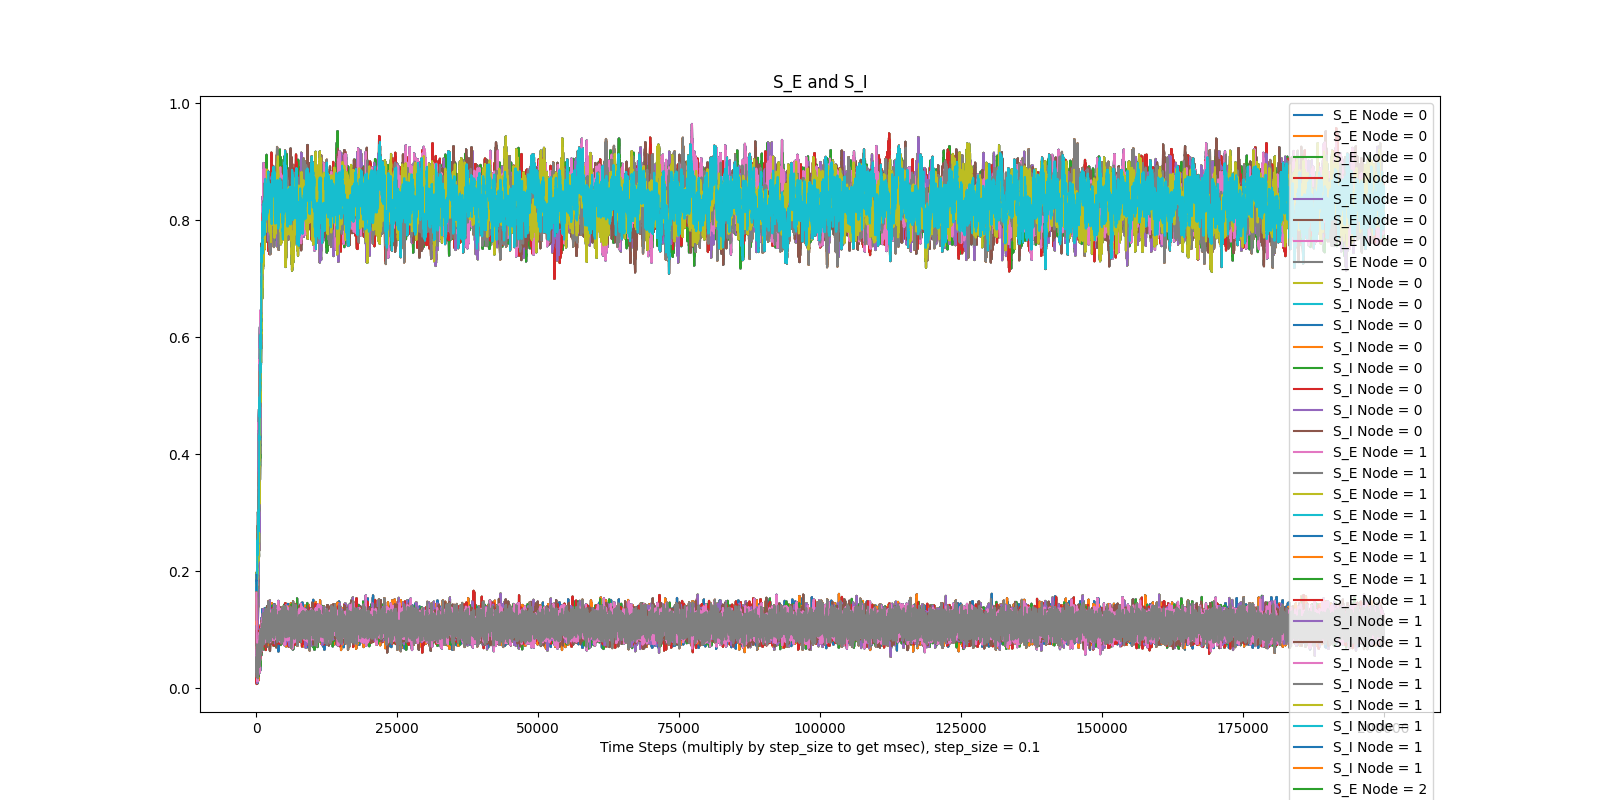 S_E and S_I
1.0
0.8
0.6
0.4
0.2
0.0
0
25000
50000
75000
100000
125000
150000
175000
Time Steps (multiply by step_size to get msec), step_size = 0.1
S_E Node = 0
S_E Node = 0
S_E Node = 0
S_E Node = 0
S_E Node = 0
S_E Node = 0
S_E Node = 0
S_E Node = 0
S_I Node = 0
S_I Node = 0
S_I Node = 0
S_I Node = 0
S_I Node = 0
S_I Node = 0
S_I Node = 0
S_I Node = 0
S_E Node = 1
S_E Node = 1
S_E Node = 1
S_E Node = 1
S_E Node = 1
S_E Node = 1
S_E Node = 1
S_E Node = 1
S_I Node = 1
S_I Node = 1
S_I Node = 1
S_I Node = 1
S_I Node = 1
S_I Node = 1
S_I Node = 1
S_I Node = 1
S_E Node = 2